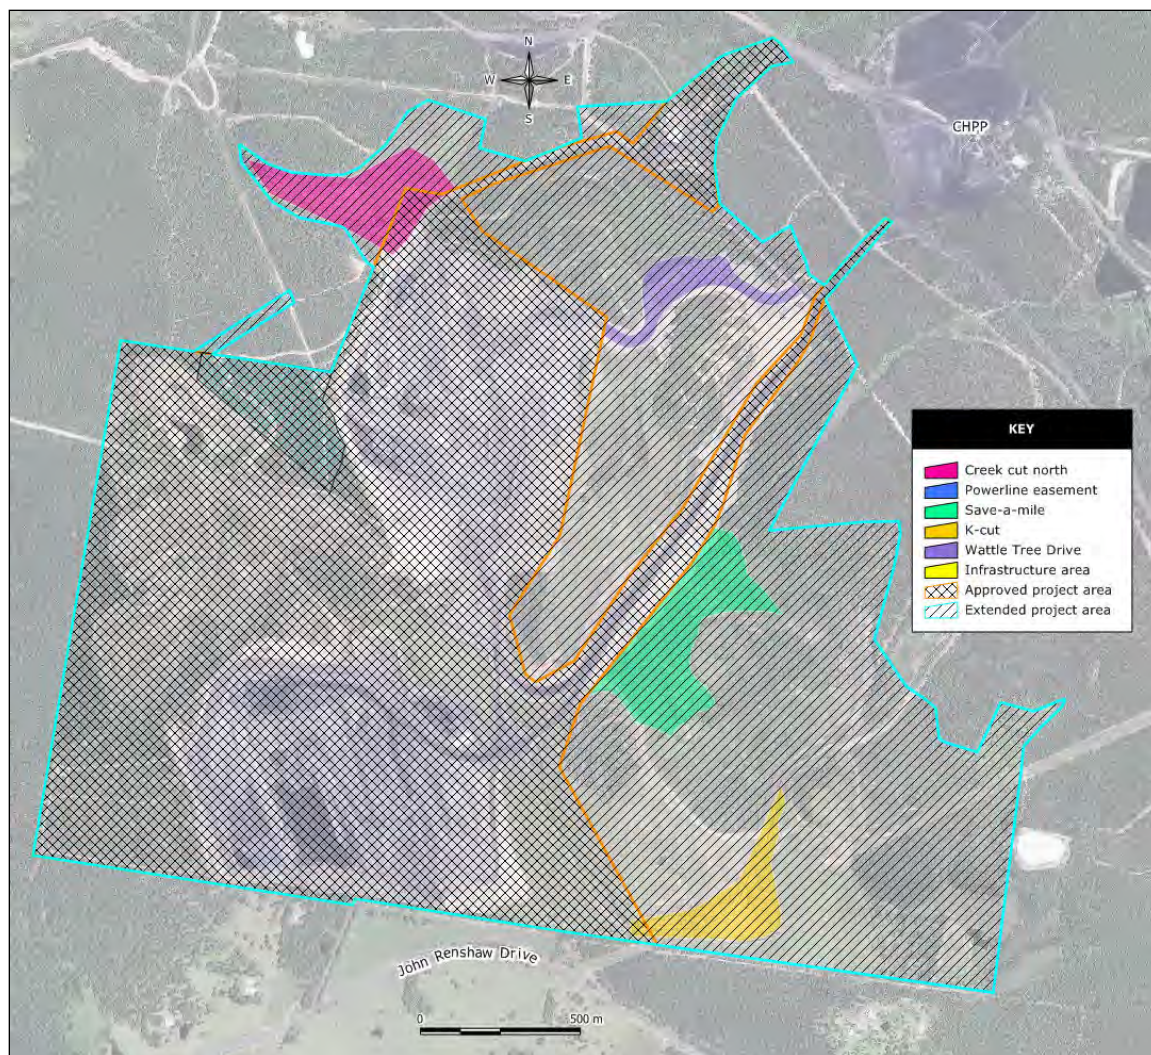 N
W E
S
CHPP
KEY
Creek cut north
Powerline easement
Save-a-mile
K-cut
Wattle Tree Drive
Infrastructure area
Approved project area
Extended project area
John Renshaw Drive
0 500 m